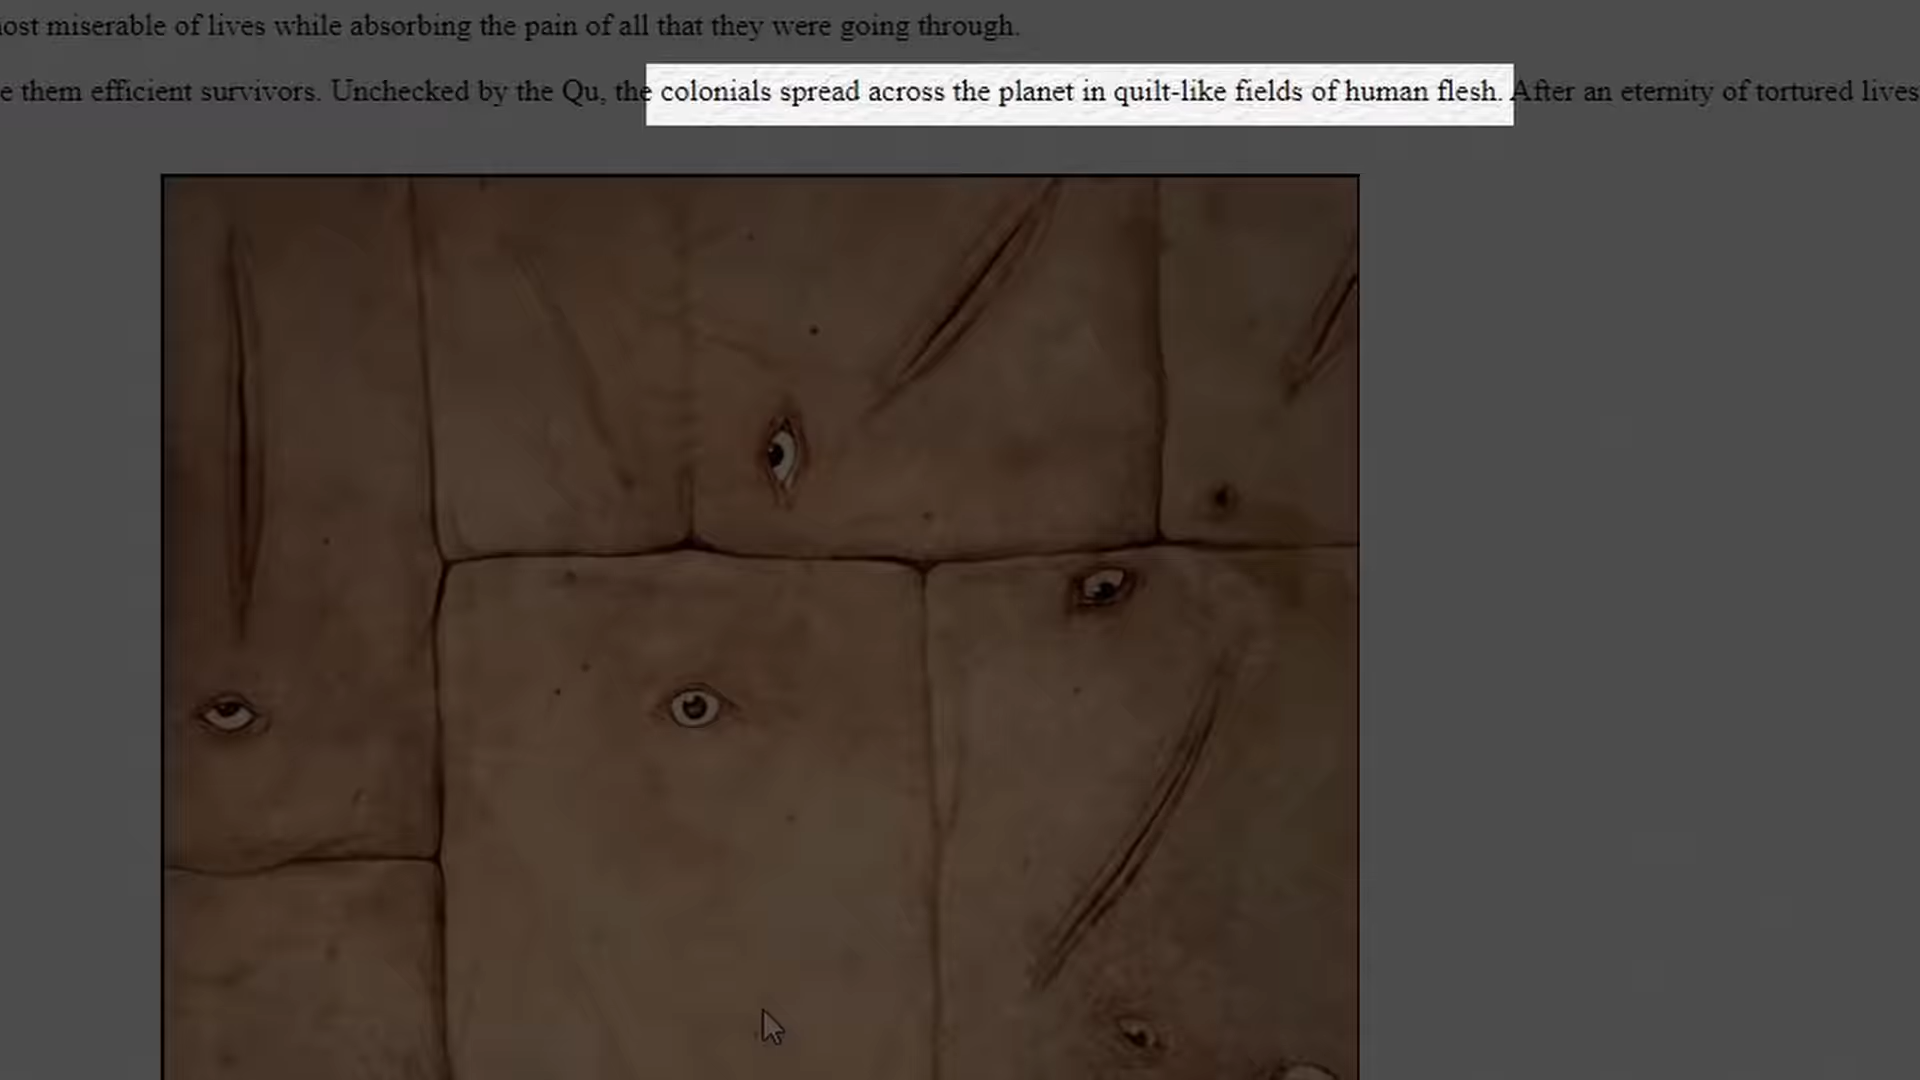 ost miserable of lives while absorbing the pain of all that they were going through.
e them efficient survivors. Unchecked by the Qu, the colonials spread across the planet in quilt-like fields of human flesh. After an eternity of tortured lives